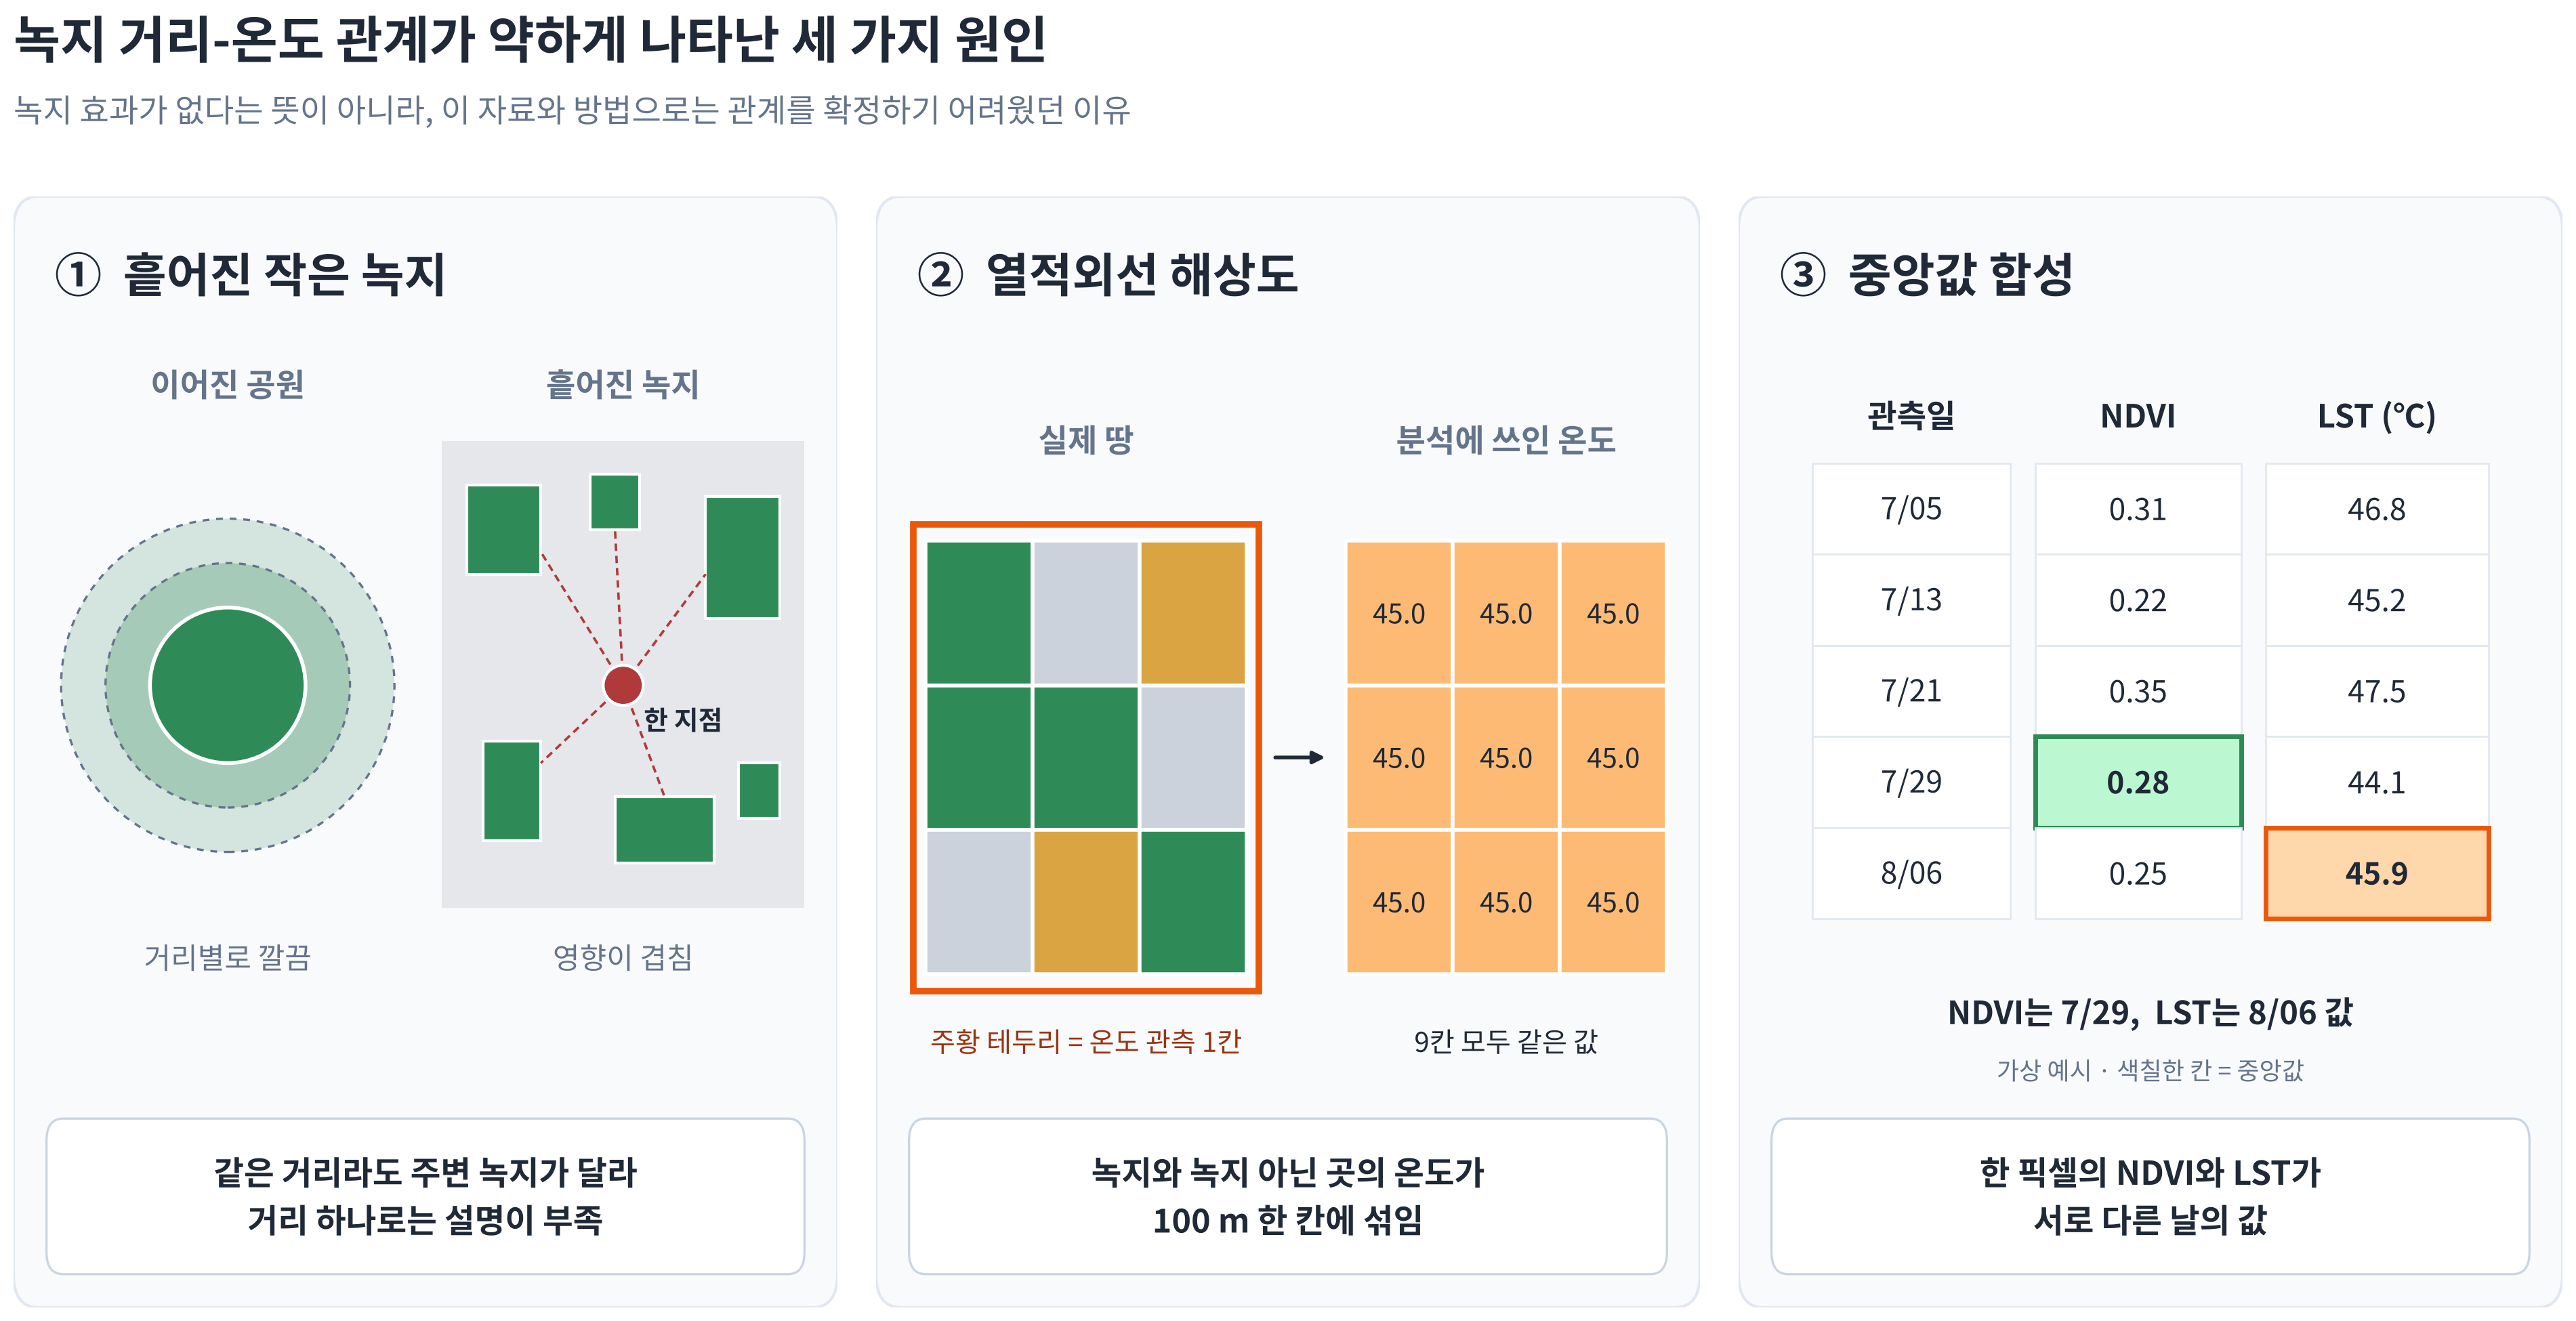 녹지 거리-온도 관계가 약하게 나타난 세 가지 원인
녹지 효과가 없다는 뜻이 아니라, 이 자료와 방법으로는 관계를 확정하기 어려웠던 이유
① 흩어진 작은 녹지
이어진 공원
흩어진 녹지
한 지점
거리별로 깔끔
영향이 겹침
같은 거리라도 주변 녹지가 달라
거리 하나로는 설명이 부족
② 열적외선 해상도
실제 땅
분석에 쓰인 온도
45.0 45.0 45.0
45.0 45.0 45.0
45.0 45.0 45.0
주황 테두리 = 온도 관측 1칸
9칸 모두 같은 값
녹지와 녹지 아닌 곳의 온도가
100 m 한 칸에 섞임
③ 중앙값 합성
관측일 NDVI LST (°C)
7/05 0.31 46.8
7/13 0.22 45.2
7/21 0.35 47.5
7/29 0.28 44.1
8/06 0.25 45.9
NDVI는 7/29, LST는 8/06 값
가상 예시 · 색칠한 칸 = 중앙값
한 픽셀의 NDVI와 LST가
서로 다른 날의 값